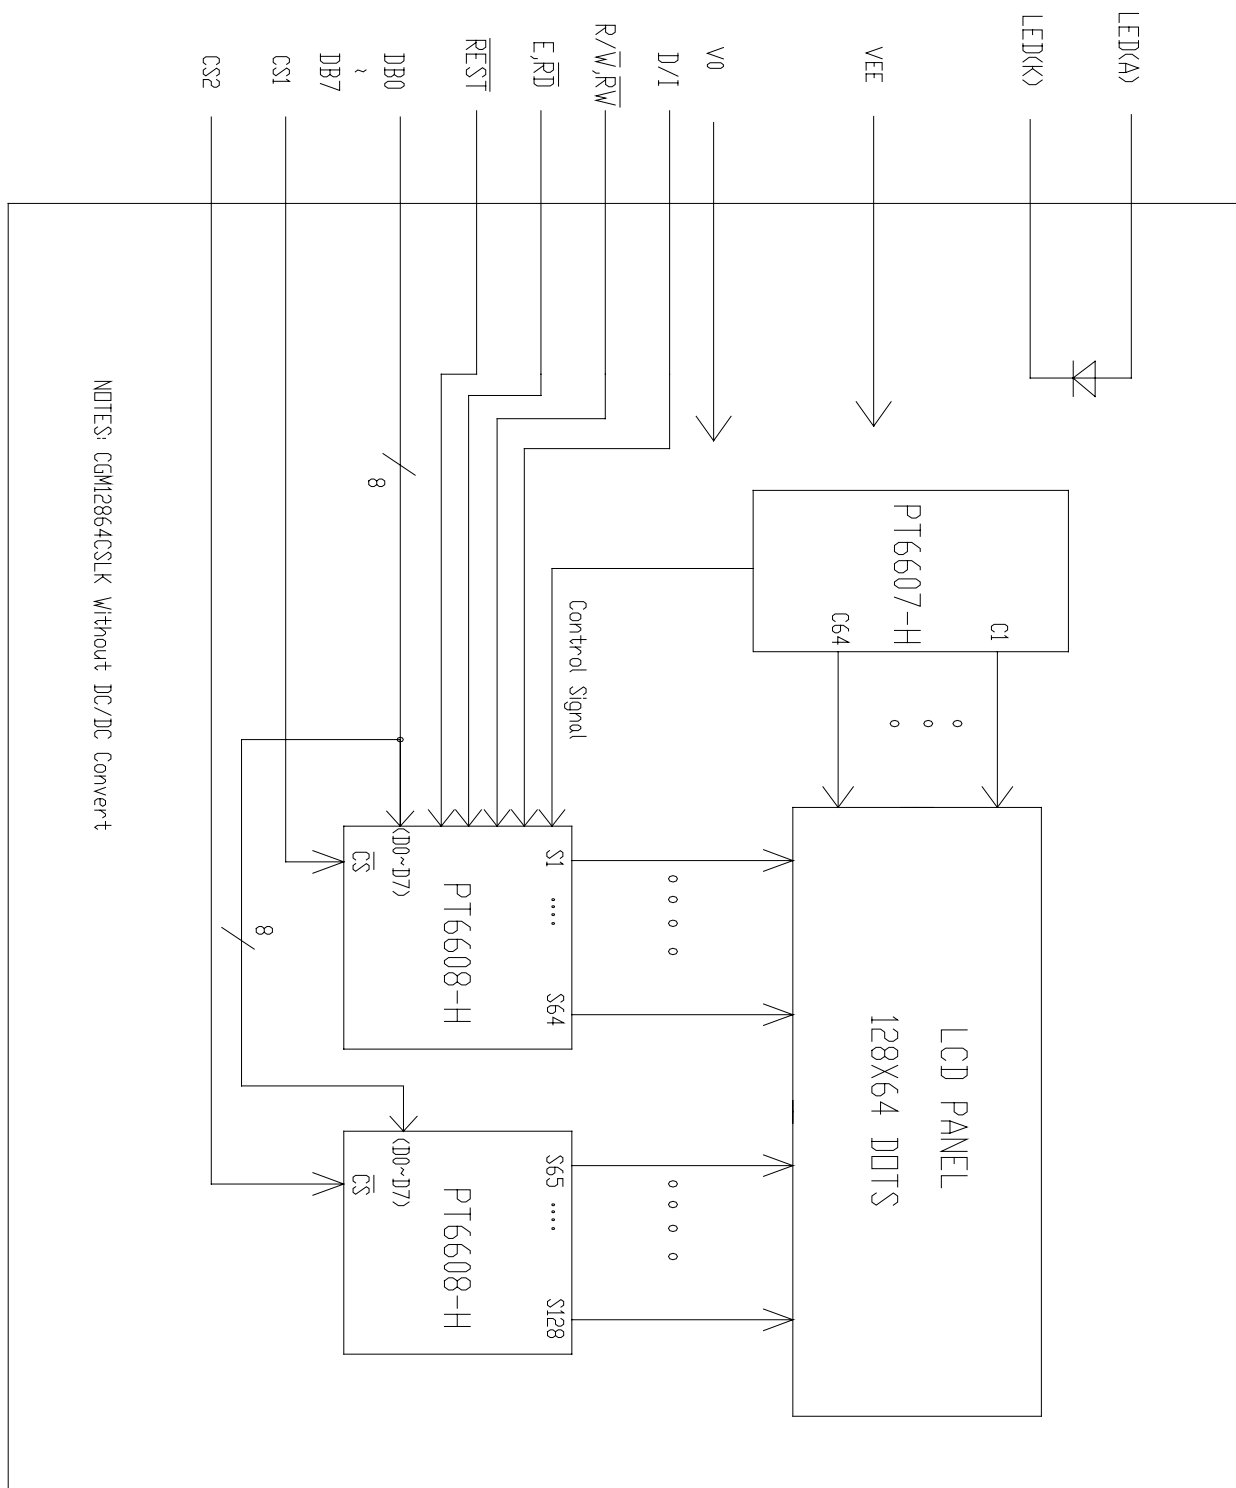 LED(A)
LED(K)
VEE
V0
D/I
R/W,RW
E,RD
REST
DB0
~
DB7
CS1
CS2
PT6607-H
C1
C64
Control Signal
8
LCD PANEL
128X64 DOTS
S1 ..... S64
PT6608-H
(D0~D7)
CS
8
S65 ..... S128
PT6608-H
(D0~D7)
CS
NOTES: CGM12864CSLK Without DC/DC Convert